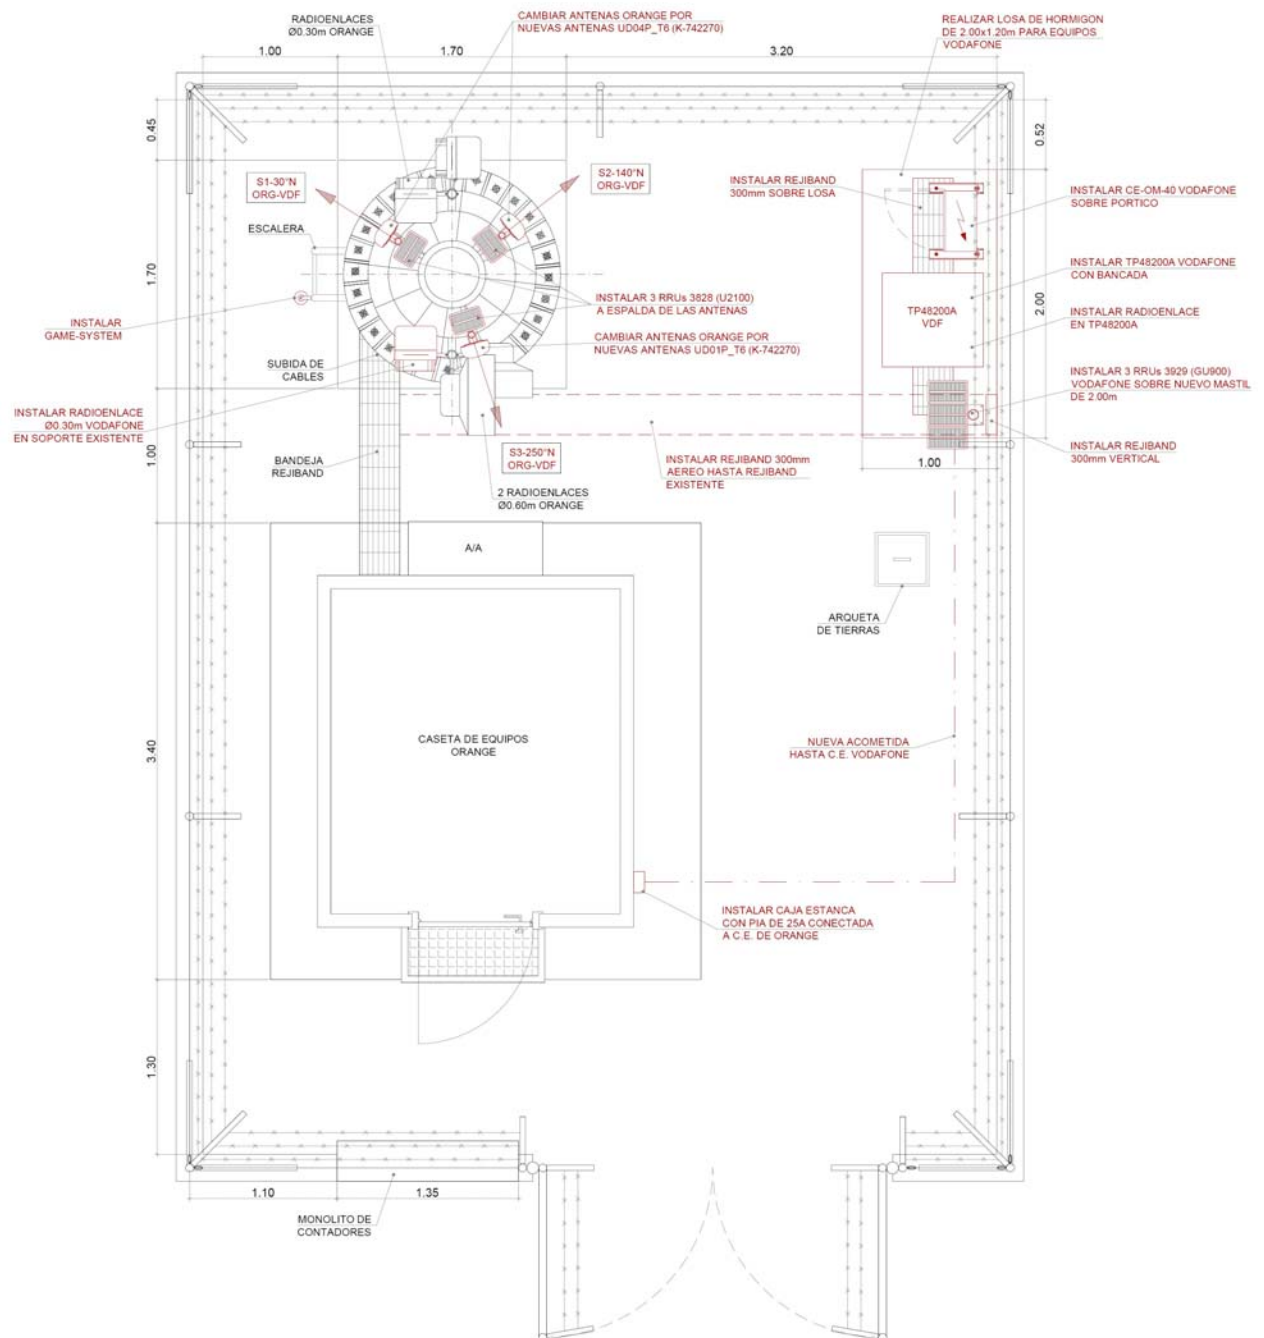 RADIOENLACES
Ø0.30m ORANGE
CAMBIAR ANTENAS ORANGE POR
NUEVAS ANTENAS UD04P_T6 (K-742270)
REALIZAR LOSA DE HORMIGON
DE 2.00x1.20m PARA EQUIPOS
VODAFONE
1.00
1.70
3.20
0.45
0.52
S1-30°N
ORG-VDF
S2-140°N
ORG-VDF
INSTALAR REJIBAND
300mm SOBRE LOSA
INSTALAR CE-OM-40 VODAFONE
SOBRE PORTICO
ESCALERA
1.70
2.00
INSTALAR TP48200A VODAFONE
CON BANCADA
INSTALAR 3 RRUs 3828 (U2100)
A ESPALDA DE LAS ANTENAS
TP48200A
VDF
INSTALAR RADIOENLACE
EN TP48200A
INSTALAR
GAME-SYSTEM
CAMBIAR ANTENAS ORANGE POR
NUEVAS ANTENAS UD01P_T6 (K-742270)
SUBIDA DE
CABLES
INSTALAR 3 RRUs 3929 (GU900)
VODAFONE SOBRE NUEVO MASTIL
DE 2.00m
INSTALAR RADIOENLACE
Ø0.30m VODAFONE
EN SOPORTE EXISTENTE
1.00
S3-250°N
ORG-VDF
BANDEJA
REJIBAND
INSTALAR REJIBAND 300mm
AEREO HASTA REJIBAND
EXISTENTE
1.00
INSTALAR REJIBAND
300mm VERTICAL
2 RADIOENLACES
Ø0.60m ORANGE
A/A
ARQUETA
DE TIERRAS
3.40
CASETA DE EQUIPOS
ORANGE
NUEVA ACOMETIDA
HASTA C.E. VODAFONE
INSTALAR CAJA ESTANCA
CON PIA DE 25A CONECTADA
A C.E. DE ORANGE
1.30
1.10
1.35
MONOLITO DE
CONTADORES